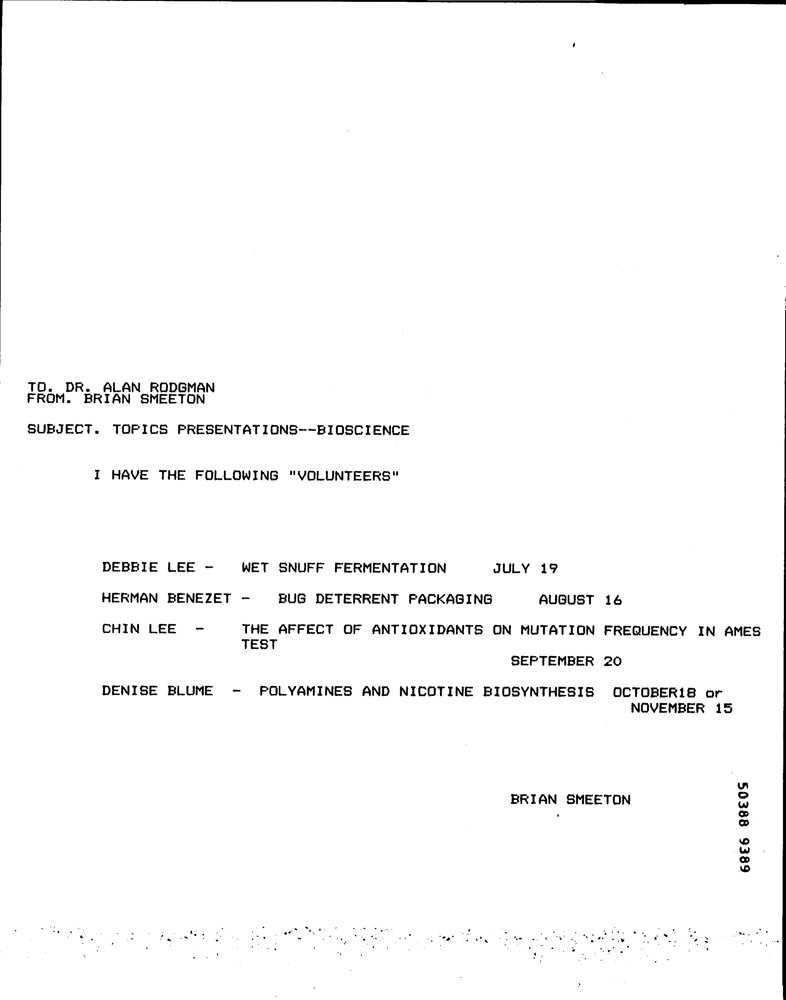 TO. DR. ALAN RODGMAN
FROM. BRIAN SMEETON
SUBJECT. TOPICS PRESENTATIONS--BIOSCIENCE
I HAVE THE FOLLOWING "VOLUNTEERS"
DEBBIE LEE - WET SNUFF FERMENTATION JULY 19
HERMAN BENEZET - BUG DETERRENT PACKAGING AUGUST 16
CHIN LEE - THE AFFECT OF ANTIOXIDANTS ON MUTATION FREQUENCY IN AMES
TEST
SEPTEMBER 20
DENISE BLUME - POLYAMINES AND NICOTINE BIOSYNTHESIS OCTOBER18 or
NOVEMBER 15
BRIAN SMEETON
50388 9389